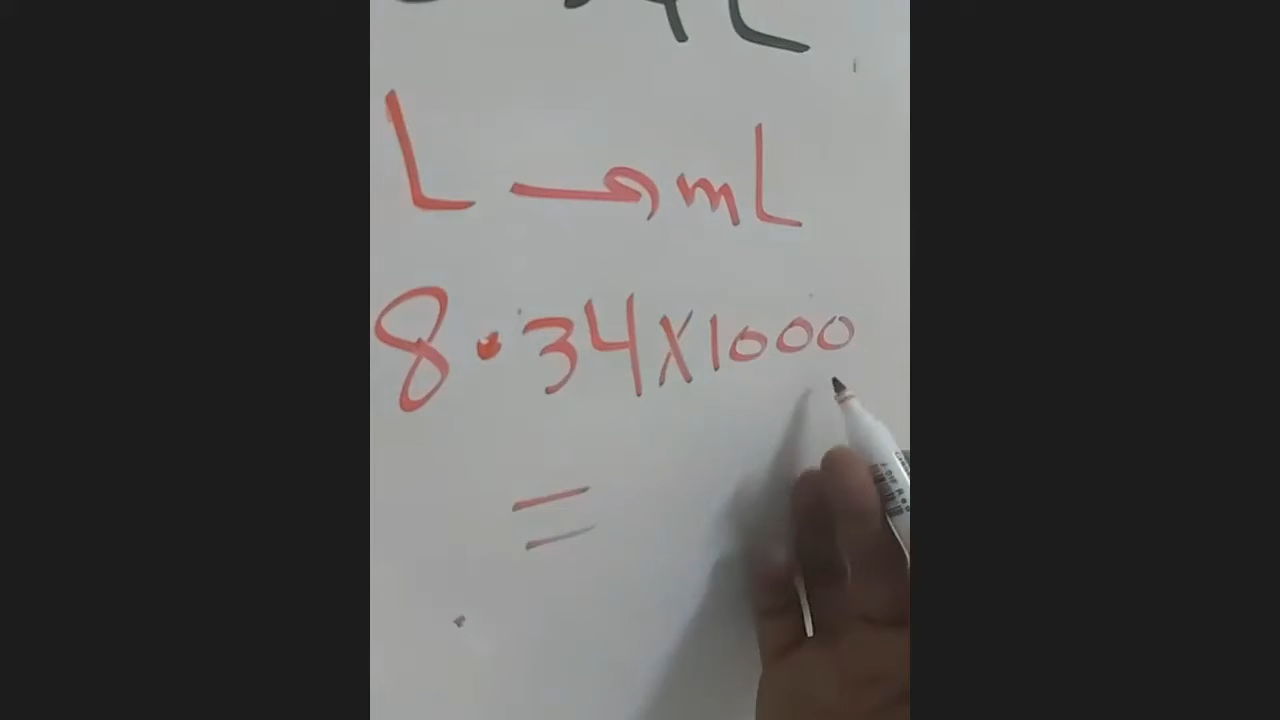 L → mL
8.34x1000
=